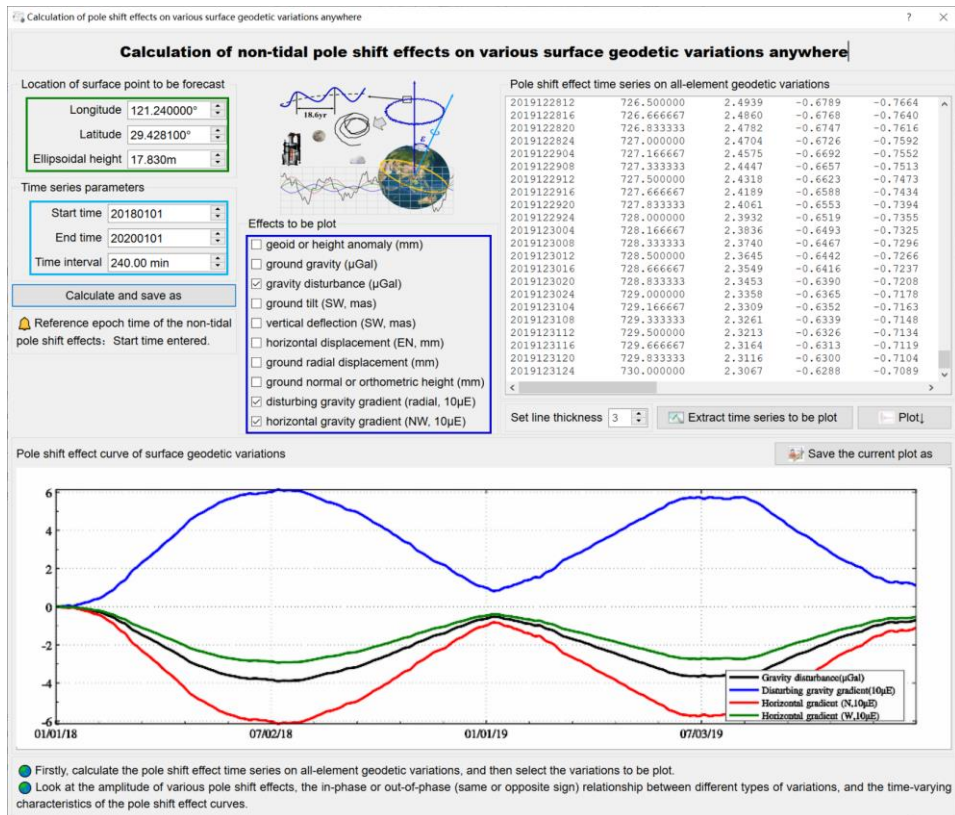 Calculation of pole shift effects on various surface geodetic variations anywhere
? ×
Calculation of non-tidal pole shift effects on various surface geodetic variations anywhere
Location of surface point to be forecast
Longitude 121.240000°
Latitude 29.428100°
Ellipsoidal height 17.830m
Time series parameters
Start time 20180101
End time 20200101
Time interval 240.00 min
Calculate and save as
Reference epoch time of the non-tidal
pole shift effects: Start time entered.
18.6yr
ε
Effects to be plot
geoid or height anomaly (mm)
ground gravity (μGal)
gravity disturbance (μGal)
ground tilt (SW, mas)
vertical deflection (SW, mas)
horizontal displacement (EN, mm)
ground radial displacement (mm)
ground normal or orthometric height (mm)
disturbing gravity gradient (radial, 10μE)
horizontal gravity gradient (NW, 10μE)
Pole shift effect time series on all-element geodetic variations
2019122812 726.500000 2.4939 -0.6789 -0.7664
2019122816 726.666667 2.4860 -0.6768 -0.7640
2019122820 726.833333 2.4782 -0.6747 -0.7616
2019122824 727.000000 2.4704 -0.6726 -0.7592
2019122904 727.166667 2.4575 -0.6692 -0.7552
2019122908 727.333333 2.4447 -0.6657 -0.7513
2019122912 727.500000 2.4318 -0.6623 -0.7473
2019122916 727.666667 2.4189 -0.6588 -0.7434
2019122920 727.833333 2.4061 -0.6553 -0.7394
2019122924 728.000000 2.3932 -0.6519 -0.7355
2019123004 728.166667 2.3836 -0.6493 -0.7325
2019123008 728.333333 2.3740 -0.6467 -0.7296
2019123012 728.500000 2.3645 -0.6442 -0.7266
2019123016 728.666667 2.3549 -0.6416 -0.7237
2019123020 728.833333 2.3453 -0.6390 -0.7208
2019123024 729.000000 2.3358 -0.6365 -0.7178
2019123104 729.166667 2.3309 -0.6352 -0.7163
2019123108 729.333333 2.3261 -0.6339 -0.7148
2019123112 729.500000 2.3213 -0.6326 -0.7134
2019123116 729.666667 2.3164 -0.6313 -0.7119
2019123120 729.833333 2.3116 -0.6300 -0.7104
2019123124 730.000000 2.3067 -0.6288 -0.7089
Set line thickness 3
Extract time series to be plot
Plot↓
Pole shift effect curve of surface geodetic variations
Save the current plot as
6
4
2
0
-2
-4
-6
01/01/18 07/02/18 01/01/19 07/03/19
Gravity disturbance(μGal)
Disturbing gravity gradient(10μE)
Horizontal gradient (N,10μE)
Horizontal gradient (W,10μE)
Firstly, calculate the pole shift effect time series on all-element geodetic variations, and then select the variations to be plot.
Look at the amplitude of various pole shift effects, the in-phase or out-of-phase (same or opposite sign) relationship between different types of variations, and the time-varying
characteristics of the pole shift effect curves.